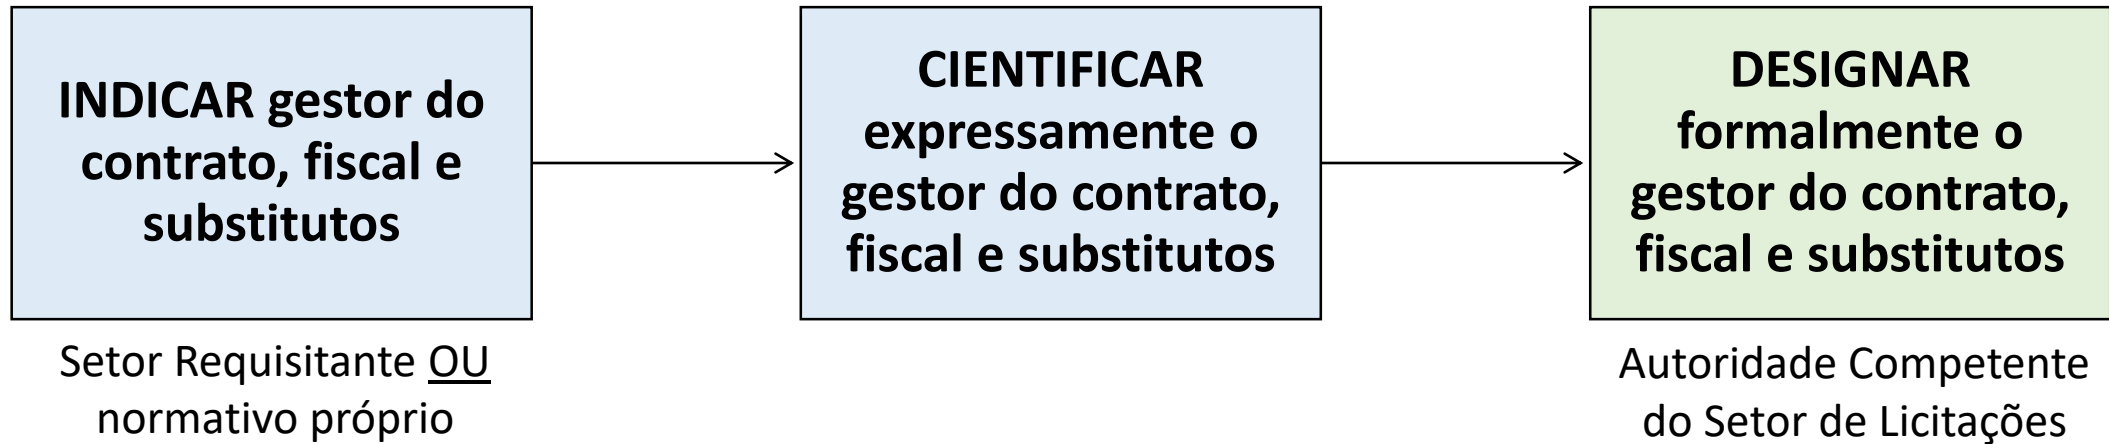 INDICAR gestor do
contrato, fiscal e
substitutos
Setor Requisitante OU
normativo próprio
CIENTIFICAR
expressamente o
gestor do contrato,
fiscal e substitutos
DESIGNAR
formalmente o
gestor do contrato,
fiscal e substitutos
Autoridade Competente
do Setor de Licitações